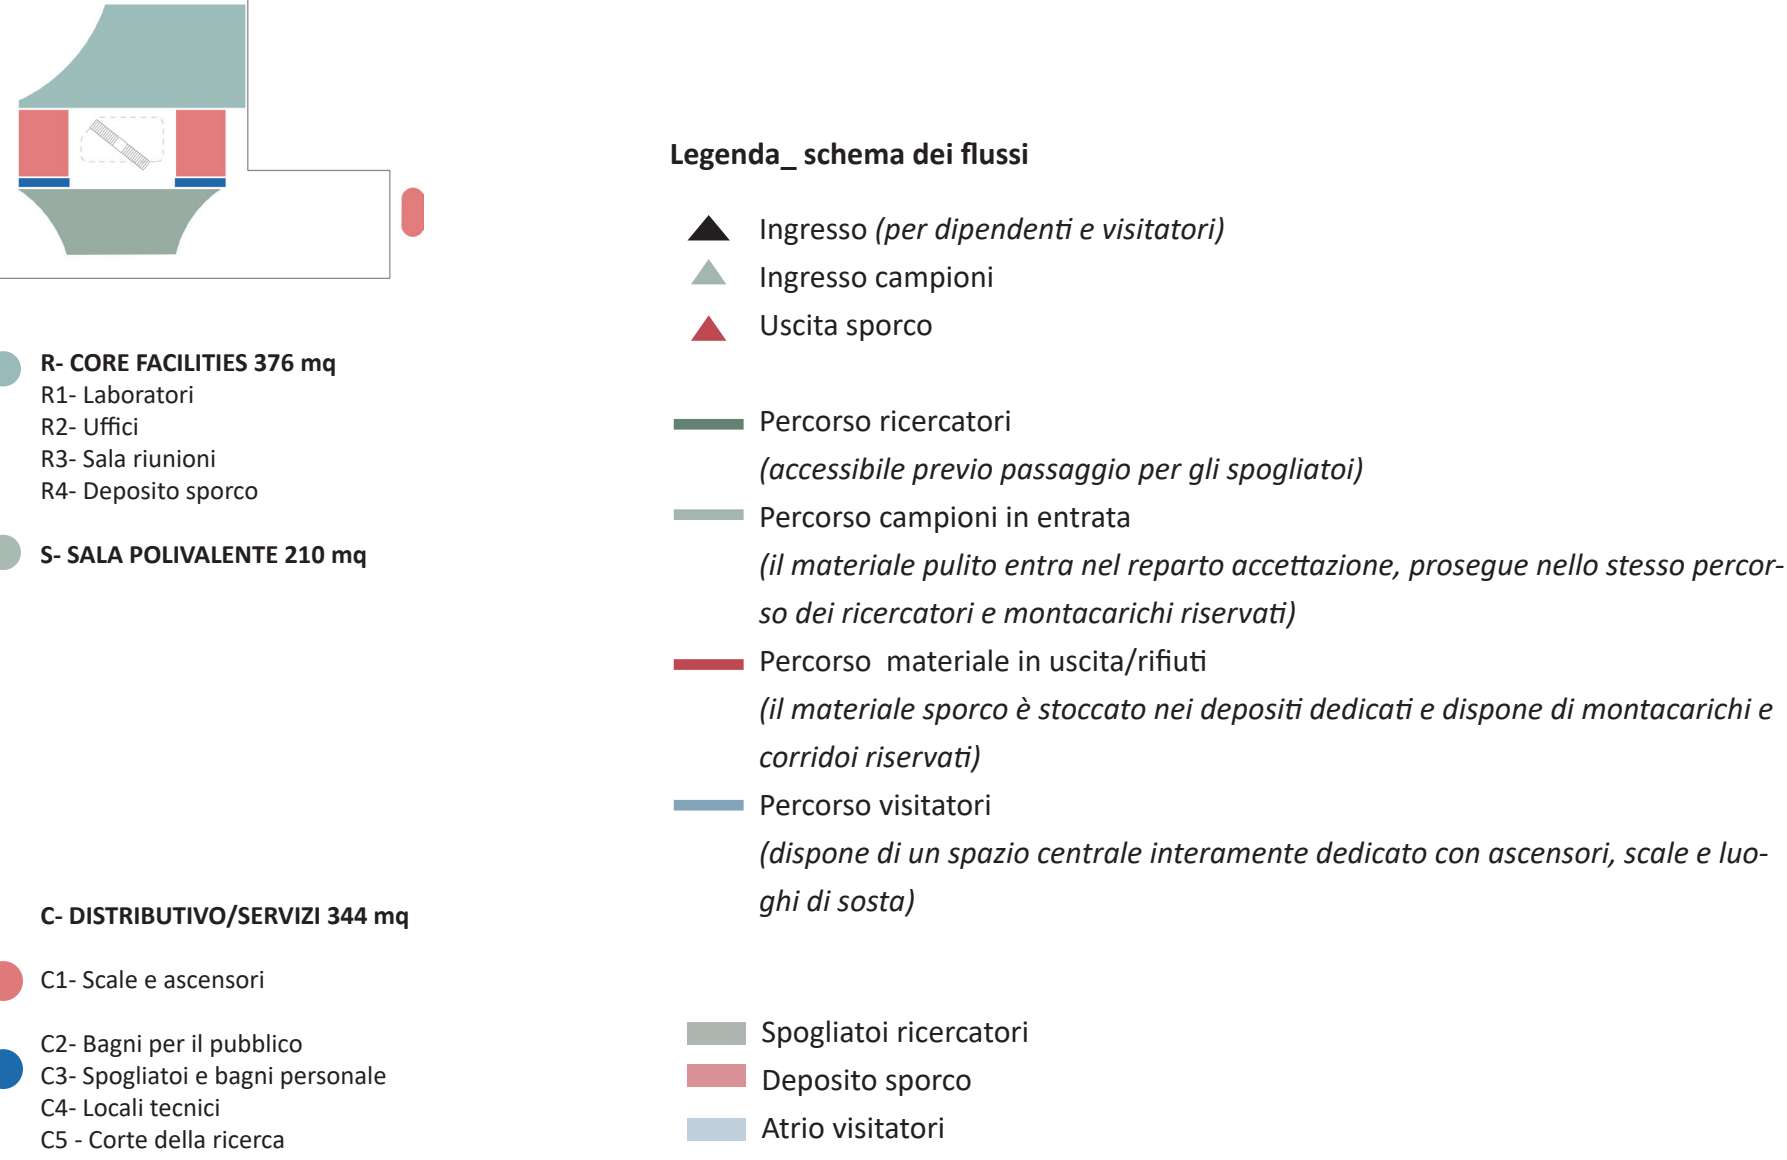 R- CORE FACILITIES 376 mq
R1- Laboratori
R2- Uffici
R3- Sala riunioni
R4- Deposito sporco
S- SALA POLIVALENTE 210 mq
C- DISTRIBUTIVO/SERVIZI 344 mq
C1- Scale e ascensori
C2- Bagni per il pubblico
C3- Spogliatoi e bagni personale
C4- Locali tecnici
C5 - Corte della ricerca
Legenda_ schema dei flussi
Ingresso (per dipendenti e visitatori)
Ingresso campioni
Uscita sporco
Percorso ricercatori
(accessibile previo passaggio per gli spogliatoi)
Percorso campioni in entrata
(il materiale pulito entra nel reparto accettazione, prosegue nello stesso percor-
so dei ricercatori e montacarichi riservati)
Percorso  materiale in uscita/rifiuti
(il materiale sporco è stoccato nei depositi dedicati e dispone di montacarichi e
corridoi riservati)
Percorso visitatori
(dispone di un spazio centrale interamente dedicato con ascensori, scale e luo-
ghi di sosta)
Spogliatoi ricercatori
Deposito sporco
Atrio visitatori